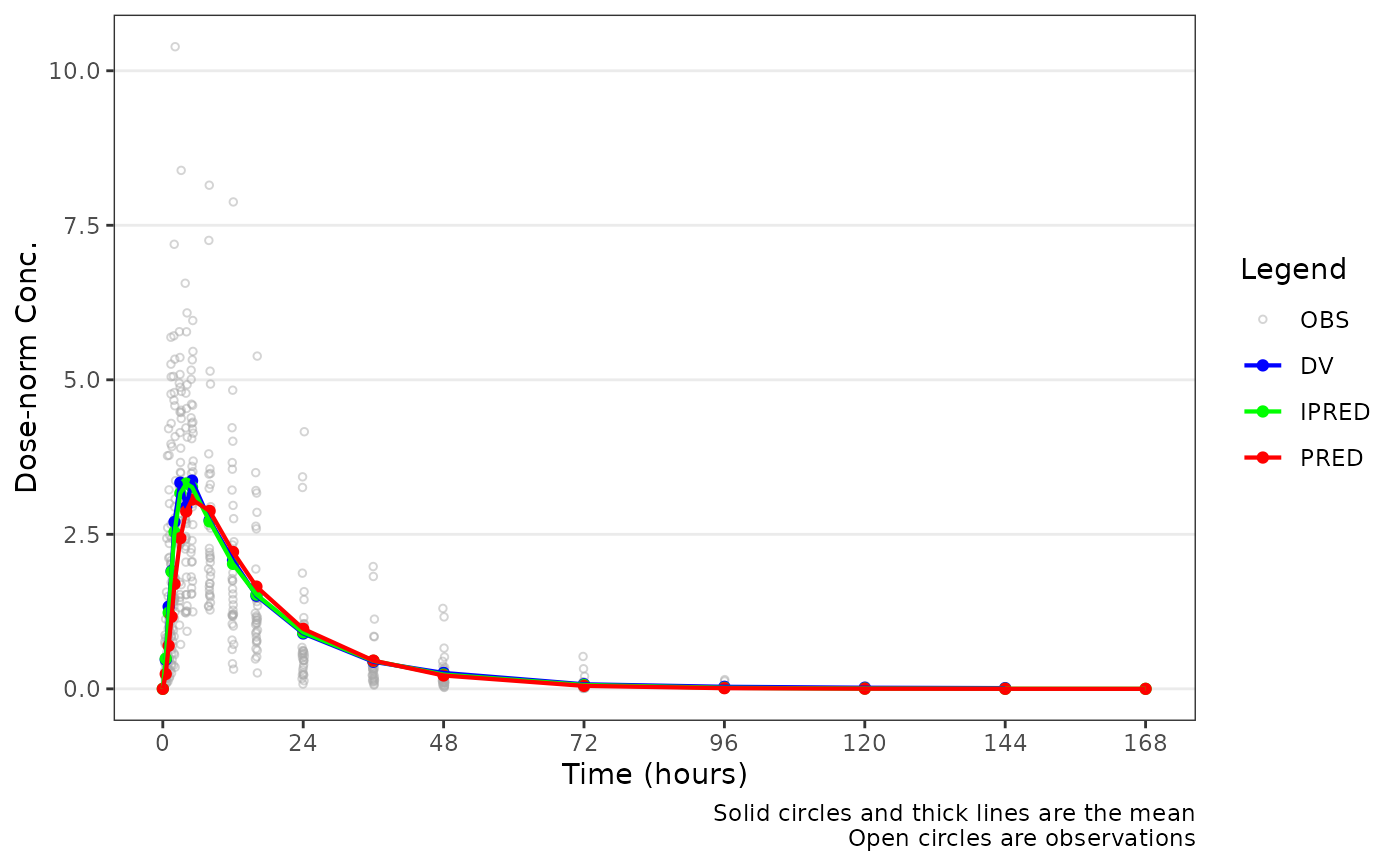 10.0
7.5
5.0
2.5
0.0
Dose-norm Conc.
0 24 48 72 96 120 144 168
Time (hours)
Legend
OBS
DV
IPRED
PRED
Solid circles and thick lines are the mean
Open circles are observations